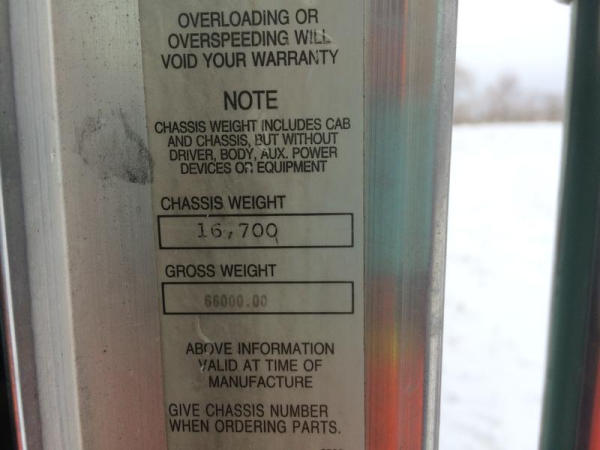 OVERLOADING OR
OVERSPEEDING WILL
VOID YOUR WARRANTY
NOTE
CHASSIS WEIGHT INCLUDES CAB
AND CHASSIS, BUT WITHOUT
DRIVER, BODY, AUX. POWER
DEVICES OR EQUIPMENT
CHASSIS WEIGHT
16,700
GROSS WEIGHT
66000.00
ABOVE INFORMATION
VALID AT TIME OF
MANUFACTURE
GIVE CHASSIS NUMBER
WHEN ORDERING PARTS.